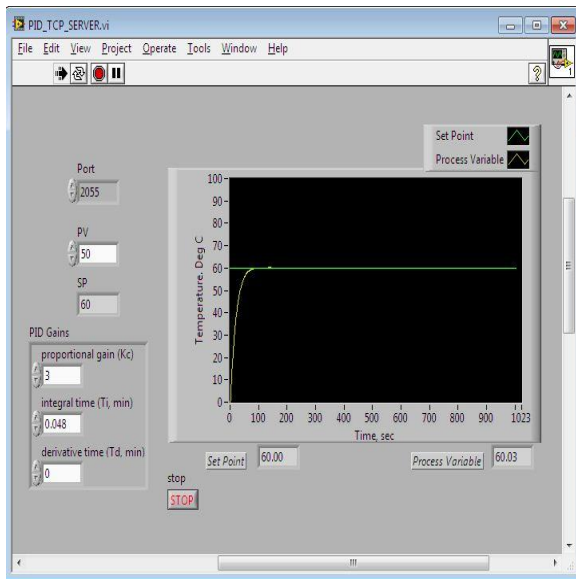 PID_TCP_SERVER.vi
File Edit View Project Operate Tools Window Help
1
Set Point
Process Variable
Port
2055
PV
50
SP
60
PID Gains
proportional gain (Kc)
3
integral time (Ti, min)
0.048
derivative time (Td, min)
0
Temperature. Deg C
100
90
80
70
60
50
40
30
20
10
0
0 100 200 300 400 500 600 700 800 900 1023
Time, sec
Set Point 60.00 Process Variable 60.03
stop
STOP